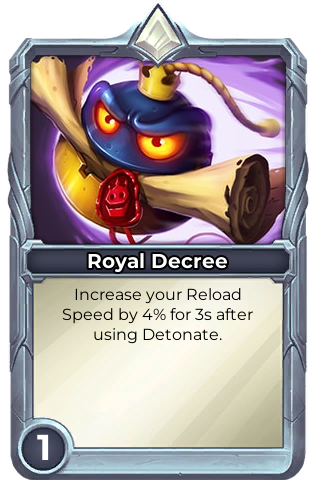 Royal Decree
Increase your Reload
Speed by 4% for 3s after
using Detonate.
1